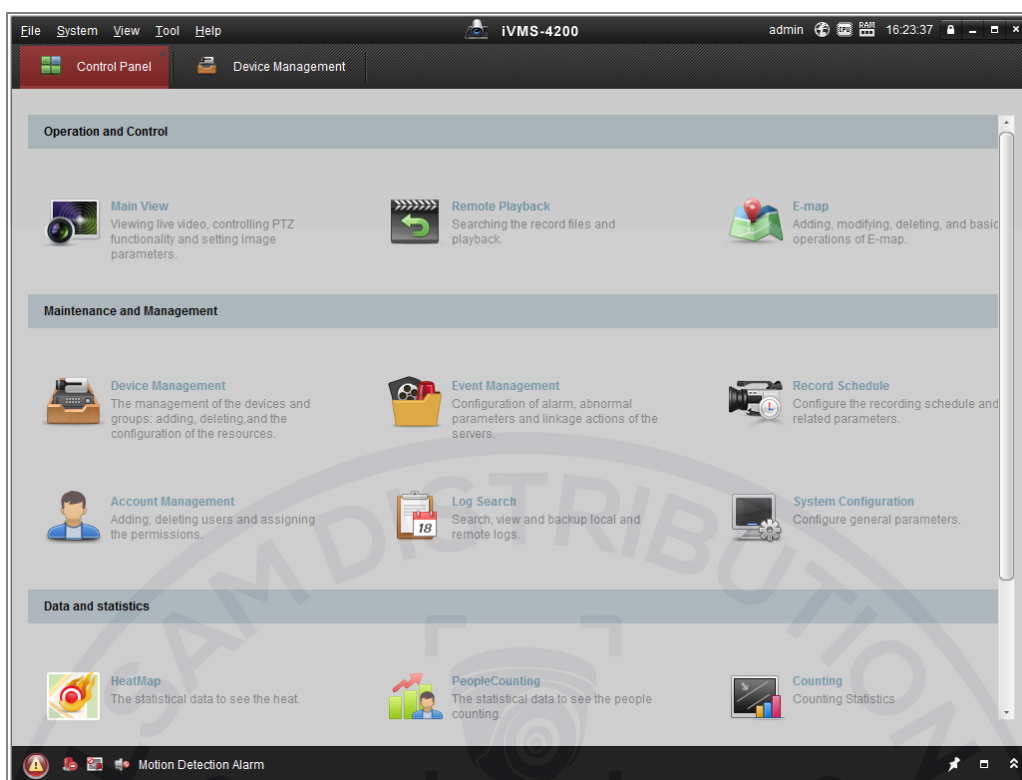 File System View Tool Help iVMS-4200 admin CPU RAM 16:23:37
Control Panel Device Management
Operation and Control
Main View
Viewing live video, controlling PTZ
functionality and setting image
parameters.
Remote Playback
Searching the record files and
playback.
E-map
Adding, modifying, deleting, and basic
operations of E-map.
Maintenance and Management
Device Management
The management of the devices and
groups: adding, deleting,and the
configuration of the resources.
Event Management
Configuration of alarm, abnormal
parameters and linkage actions of the
servers.
Record Schedule
Configure the recording schedule and
related parameters.
Account Management
Adding, deleting users and assigning
the permissions.
18
Log Search
Search, view and backup local and
remote logs.
System Configuration
Configure general parameters.
Data and statistics
HeatMap
The statistical data to see the heat.
PeopleCounting
The statistical data to see the people
counting.
Counting
Counting Statistics
SAM DISTRIBUTION
Motion Detection Alarm